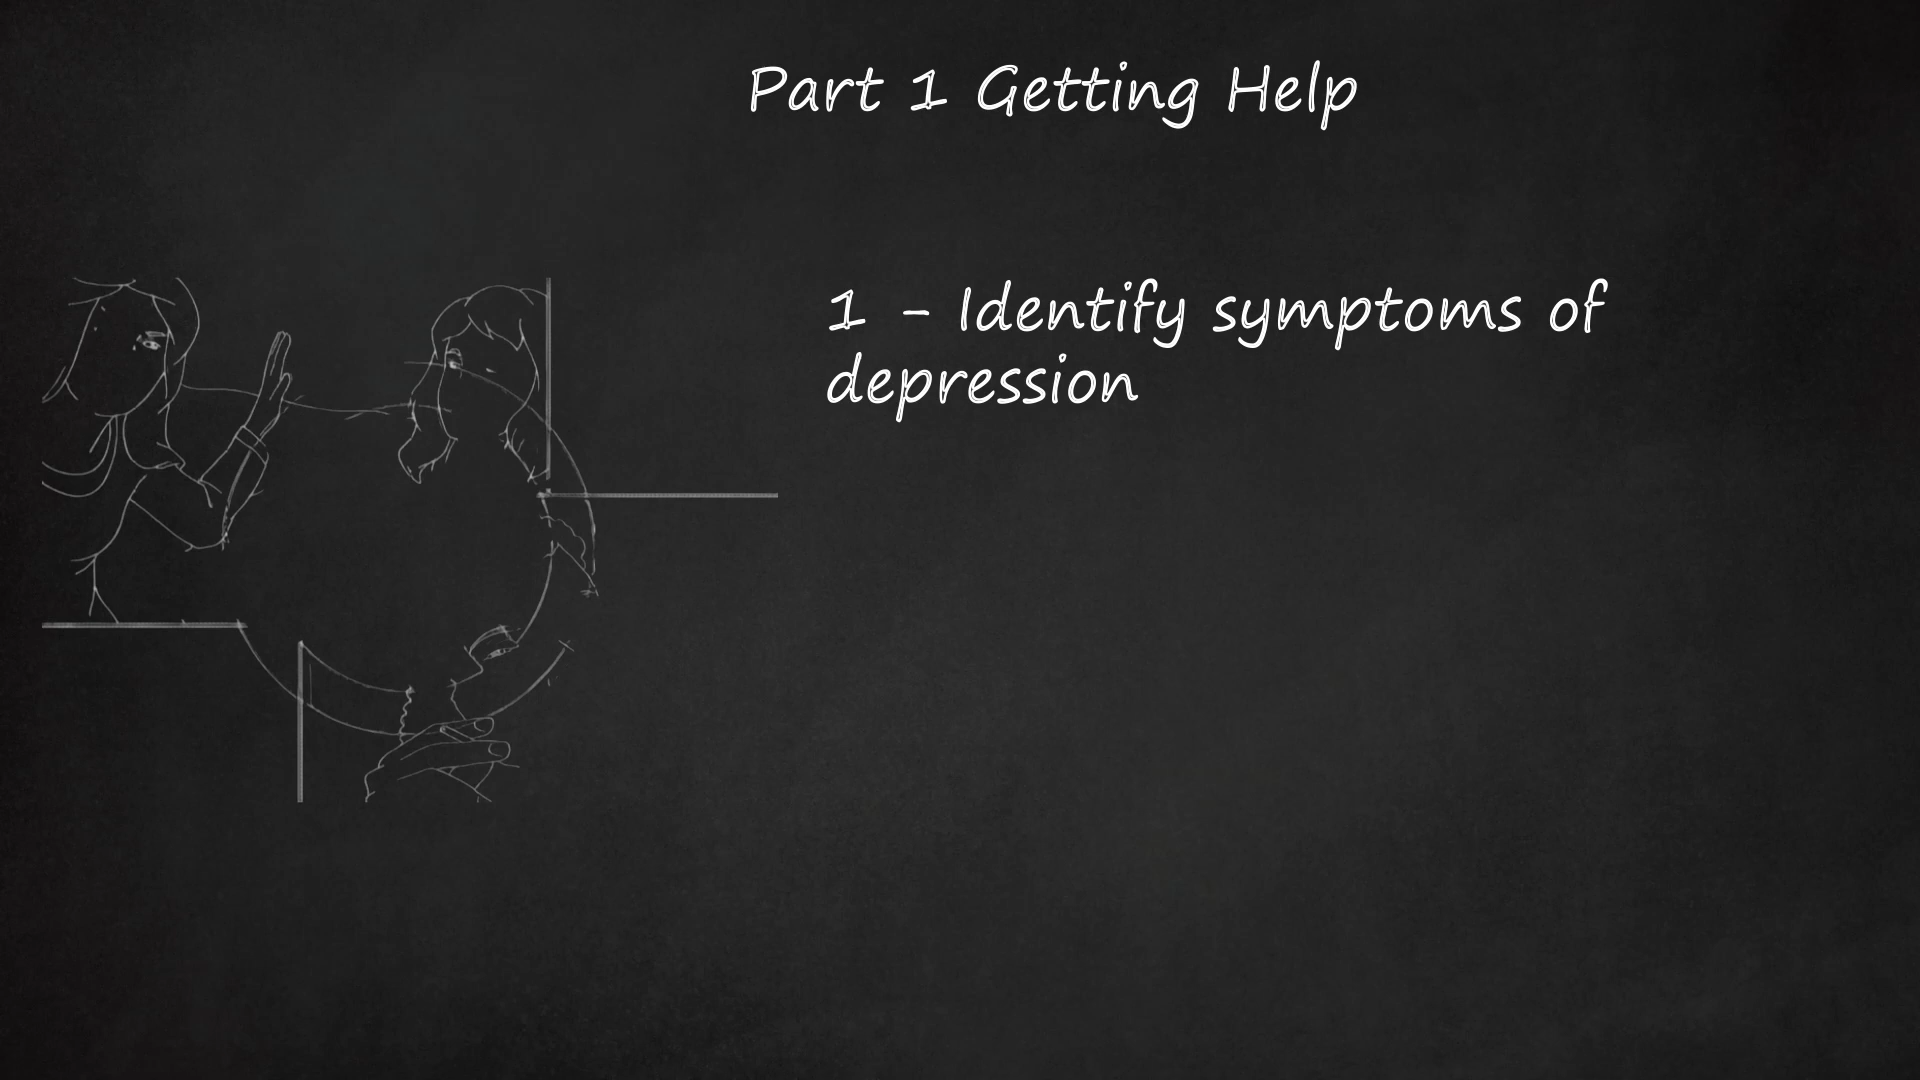 Part 1 Getting Help
1 - Identify symptoms of
depression